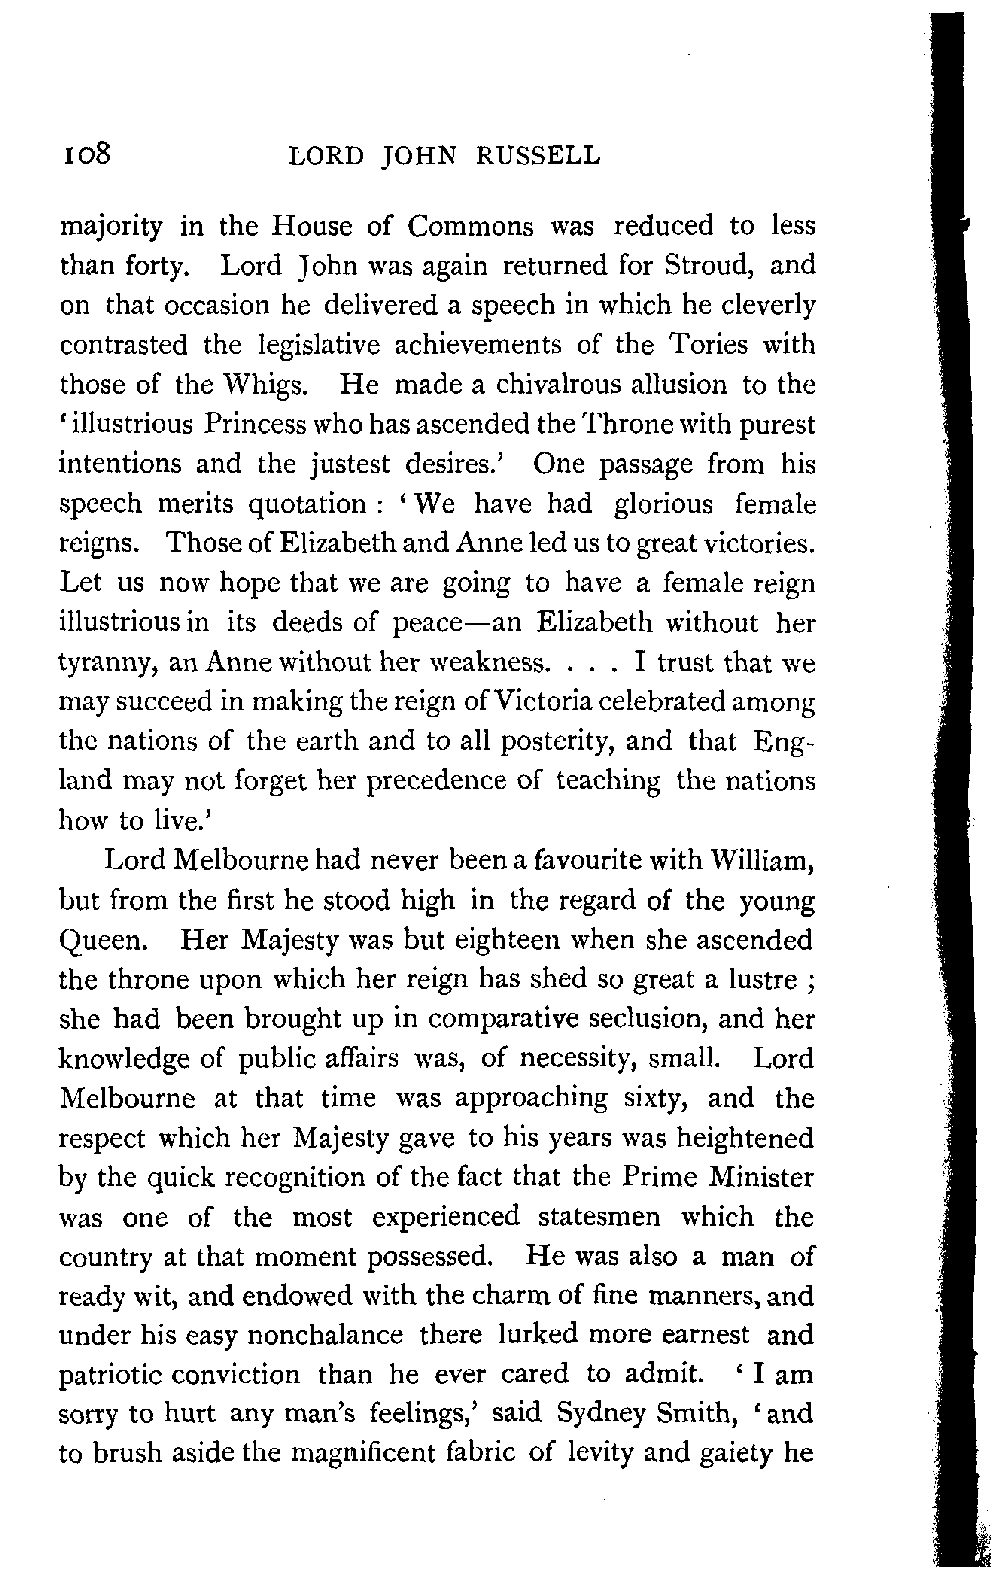 108 LORD JOHN RUSSELL
majority in the House of Commons was reduced to less
than forty. Lord John was again returned for Stroud, and
on that occasion he delivered a speech in which he cleverly
contrasted the legislative achievements of the Tories with
those of the Whigs. He made a chivalrous allusion to the
‘illustrious Princess who has ascended the Throne with purest
intentions and the justest desires.’ One passage from his
speech merits quotation : ‘We have had glorious female
reigns. Those of Elizabeth and Anne led us to great victories.
Let us now hope that we are going to have a female reign
illustrious in its deeds of peace—an Elizabeth without her
tyranny, an Anne without her weakness. . . . I trust that we
may succeed in making the reign of Victoria celebrated among
the nations of the earth and to all posterity, and that Eng-
land may not forget her precedence of teaching the nations
how to live.’
Lord Melbourne had never been a favourite with William,
but from the first he stood high in the regard of the young
Queen. Her Majesty was but eighteen when she ascended
the throne upon which her reign has shed so great a lustre ;
she had been brought up in comparative seclusion, and her
knowledge of public affairs was, of necessity, small. Lord
Melbourne at that time was approaching sixty, and the
respect which her Majesty gave to his years was heightened
by the quick recognition of the fact that the Prime Minister
was one of the most experienced statesmen which the
country at that moment possessed. He was also a man of
ready wit, and endowed with the charm of fine manners, and
under his easy nonchalance there lurked more earnest and
patriotic conviction than he ever cared to admit. ‘I am
sorry to hurt any man’s feelings,’ said Sydney Smith, ‘and
to brush aside the magnificent fabric of levity and gaiety he